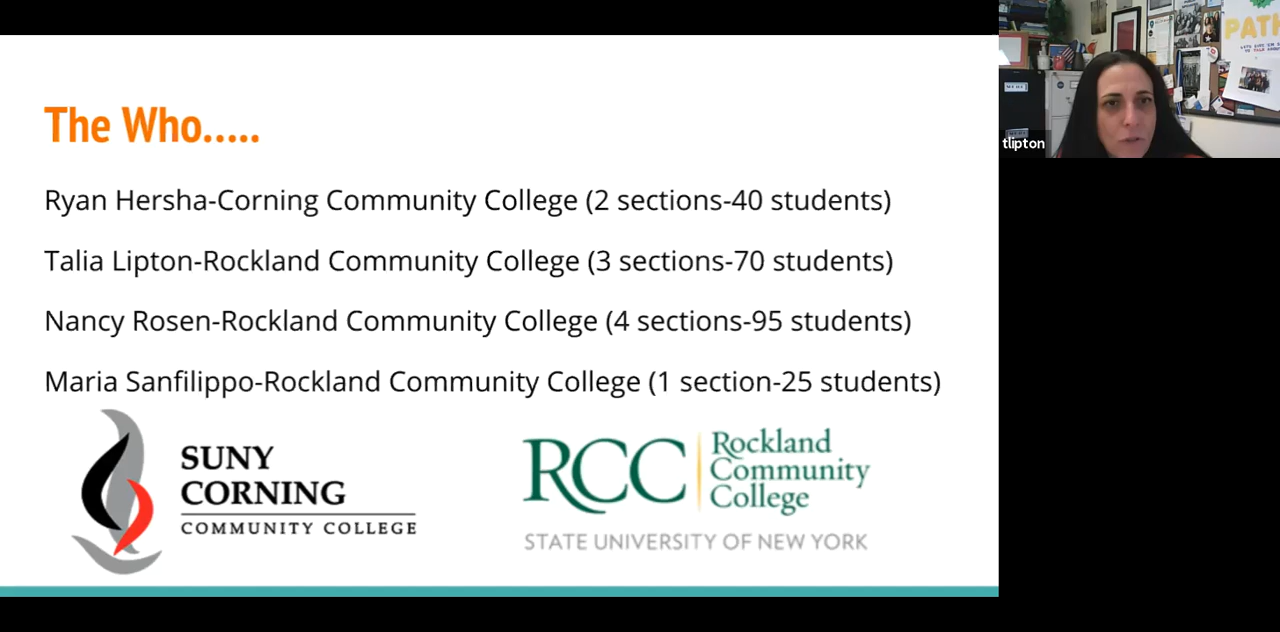 The Who.....
Ryan Hersha-Corning Community College (2 sections-40 students)
Talia Lipton-Rockland Community College (3 sections-70 students)
Nancy Rosen-Rockland Community College (4 sections-95 students)
Maria Sanfilippo-Rockland Community College (1 section-25 students)
SUNY
CORNING
COMMUNITY COLLEGE
RCC
Rockland
Community
College
STATE UNIVERSITY OF NEW YORK
tlipton
PATH